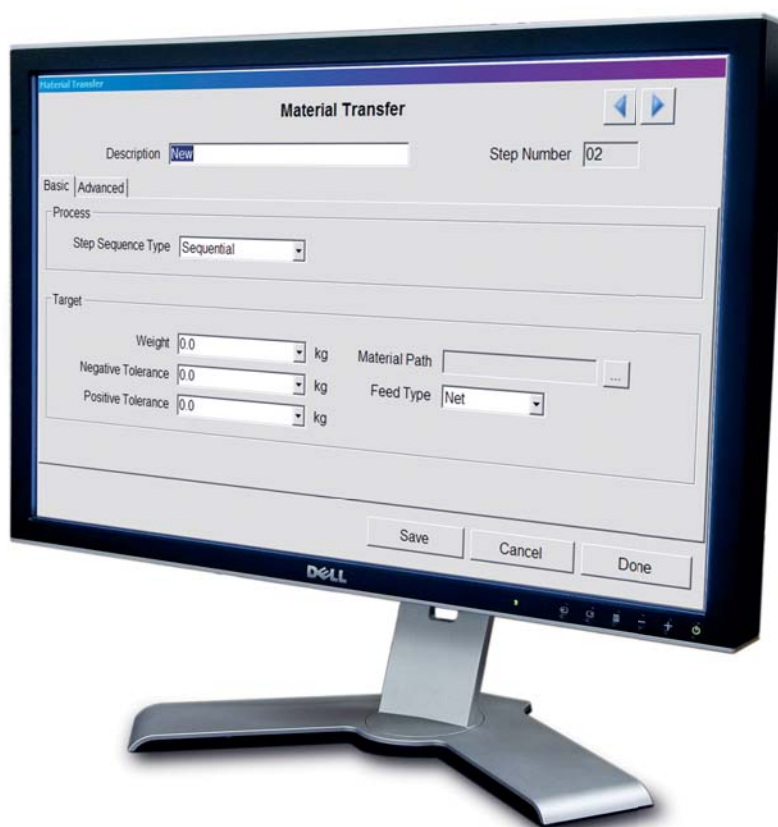 Material Transfer
Material Transfer
Description New Step Number 02
Basic Advanced
Process
Step Sequence Type Sequential
Target
Weight 0.0 kg Material Path ...
Negative Tolerance 0.0 kg Feed Type Net
Positive Tolerance 0.0 kg
Save Cancel Done
DELL